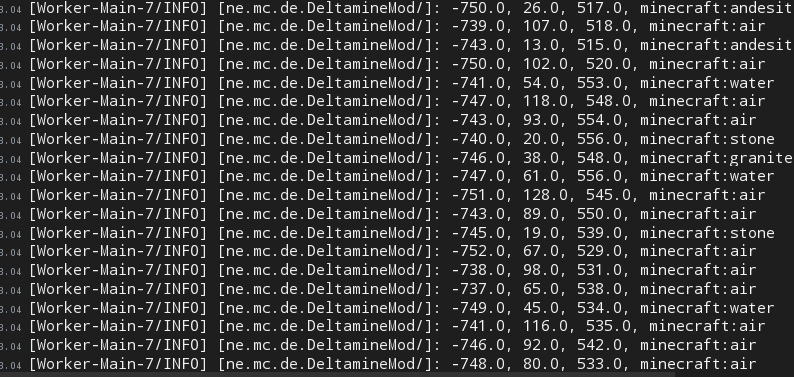 3.04 [Worker-Main-7/INFO] [ne.mc.de.DeltamineMod/]: -750.0, 26.0, 517.0, minecraft:andesit
3.04 [Worker-Main-7/INFO] [ne.mc.de.DeltamineMod/]: -739.0, 107.0, 518.0, minecraft:air
3.04 [Worker-Main-7/INFO] [ne.mc.de.DeltamineMod/]: -743.0, 13.0, 515.0, minecraft:andesit
3.04 [Worker-Main-7/INFO] [ne.mc.de.DeltamineMod/]: -750.0, 102.0, 520.0, minecraft:air
3.04 [Worker-Main-7/INFO] [ne.mc.de.DeltamineMod/]: -741.0, 54.0, 553.0, minecraft:water
3.04 [Worker-Main-7/INFO] [ne.mc.de.DeltamineMod/]: -747.0, 118.0, 548.0, minecraft:air
3.04 [Worker-Main-7/INFO] [ne.mc.de.DeltamineMod/]: -743.0, 93.0, 554.0, minecraft:air
3.04 [Worker-Main-7/INFO] [ne.mc.de.DeltamineMod/]: -740.0, 20.0, 556.0, minecraft:stone
3.04 [Worker-Main-7/INFO] [ne.mc.de.DeltamineMod/]: -746.0, 38.0, 548.0, minecraft:granite
3.04 [Worker-Main-7/INFO] [ne.mc.de.DeltamineMod/]: -747.0, 61.0, 556.0, minecraft:water
3.04 [Worker-Main-7/INFO] [ne.mc.de.DeltamineMod/]: -751.0, 128.0, 545.0, minecraft:air
3.04 [Worker-Main-7/INFO] [ne.mc.de.DeltamineMod/]: -743.0, 89.0, 550.0, minecraft:air
3.04 [Worker-Main-7/INFO] [ne.mc.de.DeltamineMod/]: -745.0, 19.0, 539.0, minecraft:stone
3.04 [Worker-Main-7/INFO] [ne.mc.de.DeltamineMod/]: -752.0, 67.0, 529.0, minecraft:air
3.04 [Worker-Main-7/INFO] [ne.mc.de.DeltamineMod/]: -738.0, 98.0, 531.0, minecraft:air
3.04 [Worker-Main-7/INFO] [ne.mc.de.DeltamineMod/]: -737.0, 65.0, 538.0, minecraft:air
3.04 [Worker-Main-7/INFO] [ne.mc.de.DeltamineMod/]: -749.0, 45.0, 534.0, minecraft:water
3.04 [Worker-Main-7/INFO] [ne.mc.de.DeltamineMod/]: -741.0, 116.0, 535.0, minecraft:air
3.04 [Worker-Main-7/INFO] [ne.mc.de.DeltamineMod/]: -746.0, 92.0, 542.0, minecraft:air
3.04 [Worker-Main-7/INFO] [ne.mc.de.DeltamineMod/]: -748.0, 80.0, 533.0, minecraft:air